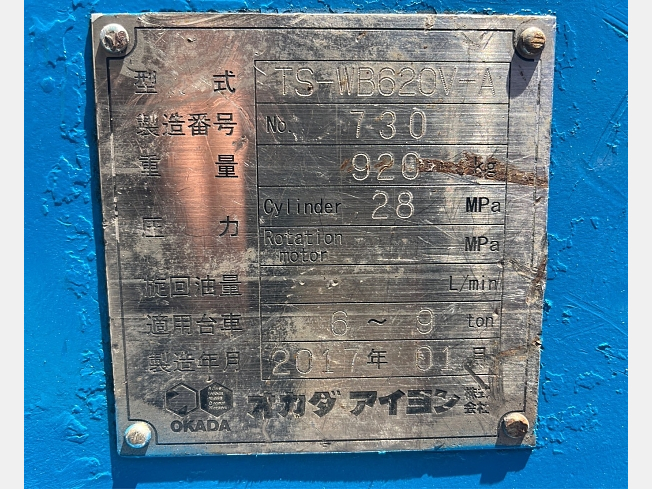 型式 TS-WB620V-A
製造番号 No. 730
重量 920 kg
圧力 Cylinder 28 MPa
Rotation motor MPa
旋回油量 L/min
適用台車 6～9 ton
製造年月 2017年 01月
OKADA オカダアイヨン株式会社